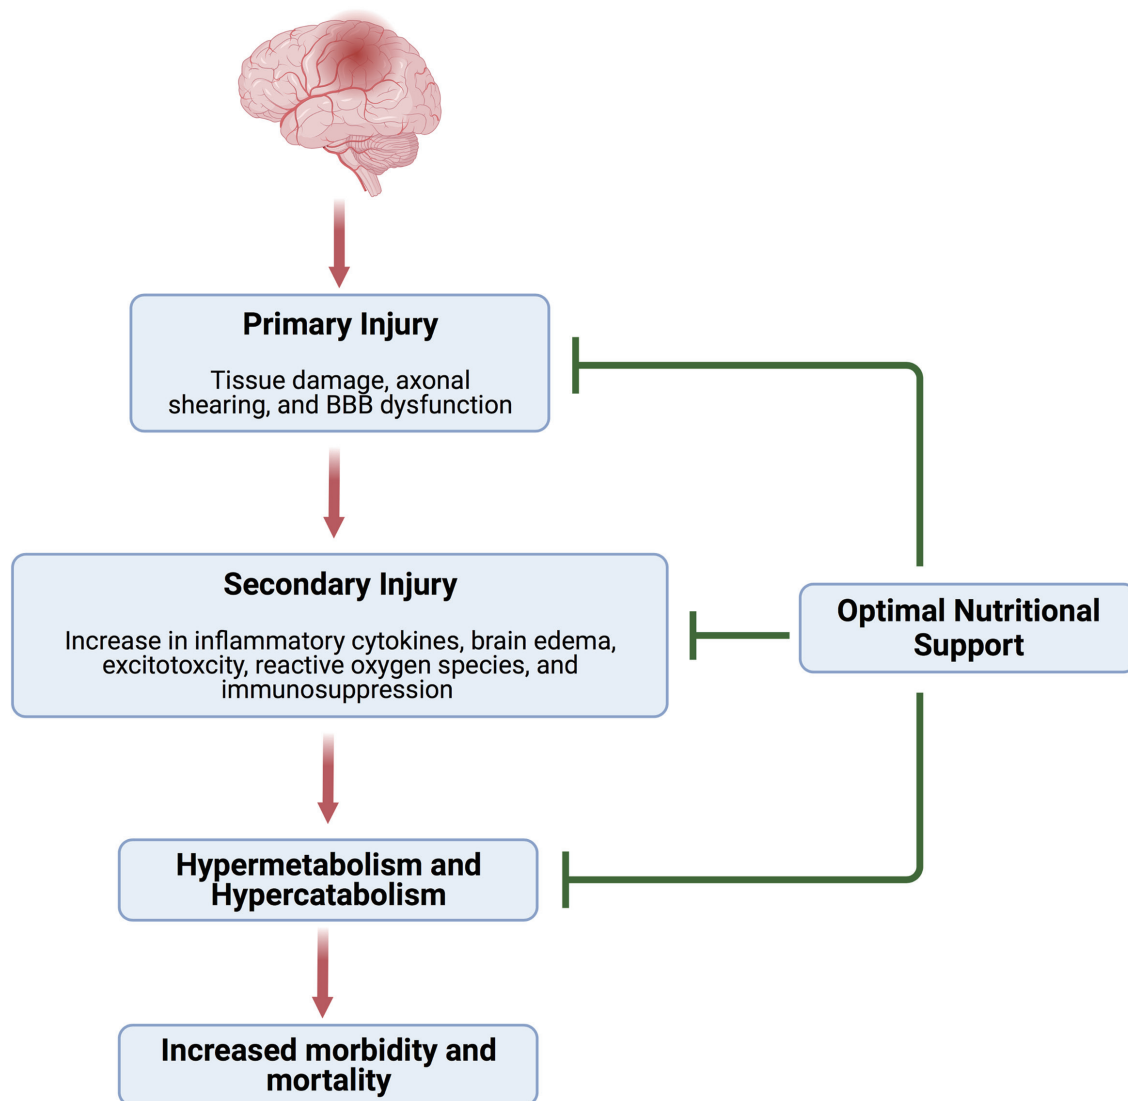 Primary Injury
Tissue damage, axonal
shearing, and BBB dysfunction
Secondary Injury
Increase in inflammatory cytokines, brain edema,
excitotoxcity, reactive oxygen species, and
immunosuppression
Optimal Nutritional
Support
Hypermetabolism and
Hypercatabolism
Increased morbidity and
mortality